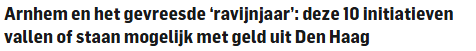 Arnhem en het gevreesde ‘ravijnjaar’: deze 10 initiatieven
vallen of staan mogelijk met geld uit Den Haag